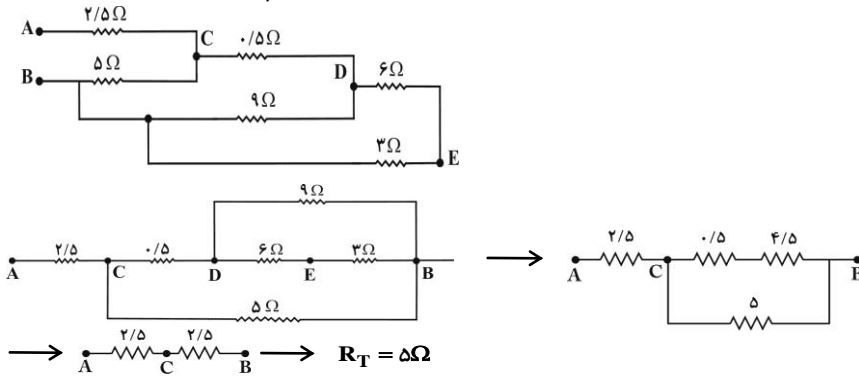 ۲/۵Ω
A
C
۰/۵Ω
B
۵Ω
D
۶Ω
۹Ω
۳Ω
E
۹Ω
۲/۵ ۰/۵ ۶Ω ۳Ω
A C D E B
۵Ω
۲/۵ ۰/۵ ۴/۵
A C B
۵
۲/۵ ۲/۵
A C B
R_T = ۵Ω